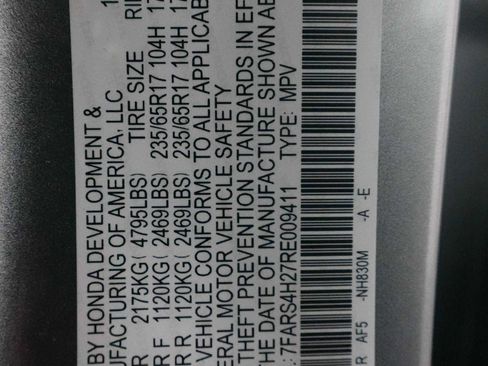 BY HONDA DEVELOPMENT &
UFACTURING OF AMERICA, LLC
R 2175KG( 4795LBS) TIRE SIZE RI
R F 1120KG( 2469LBS) 235/65R17 104H 17
R R 1120KG( 2469LBS) 235/65R17 104H 17
VEHICLE CONFORMS TO ALL APPLICAB
ERAL MOTOR VEHICLE SAFETY
THEFT PREVENTION STANDARDS IN EF
THE DATE OF MANUFACTURE SHOWN AB
: 7FARS4H27RE009411 TYPE: MPV
R AF5 -NH830M -A -E